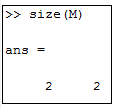 >> size(M)
ans =
2 2